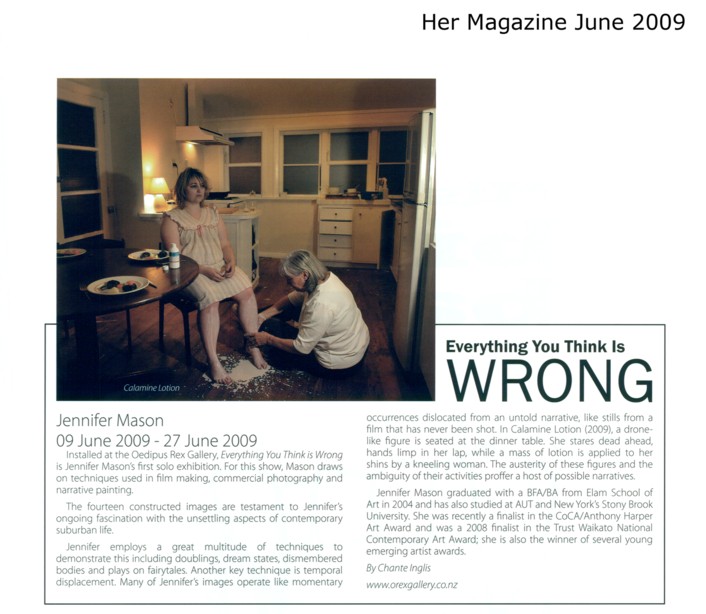 Her Magazine June 2009
Calamine Lotion
Everything You Think Is
WRONG
Jennifer Mason
09 June 2009 - 27 June 2009
Installed at the Oedipus Rex Gallery, Everything You Think is Wrong
is Jennifer Mason's first solo exhibition. For this show, Mason draws
on techniques used in film making, commercial photography and
narrative painting.
The fourteen constructed images are testament to Jennifer's
ongoing fascination with the unsettling aspects of contemporary
suburban life.
Jennifer employs a great multitude of techniques to
demonstrate this including doublings, dream states, dismembered
bodies and plays on fairytales. Another key technique is temporal
displacement. Many of Jennifer's images operate like momentary
occurrences dislocated from an untold narrative, like stills from a
film that has never been shot. In Calamine Lotion (2009), a drone-
like figure is seated at the dinner table. She stares dead ahead,
hands limp in her lap, while a mass of lotion is applied to her
shins by a kneeling woman. The austerity of these figures and the
ambiguity of their activities proffer a host of possible narratives.
Jennifer Mason graduated with a BFA/BA from Elam School of
Art in 2004 and has also studied at AUT and New York's Stony Brook
University. She was recently a finalist in the CoCA/Anthony Harper
Art Award and was a 2008 finalist in the Trust Waikato National
Contemporary Art Award; she is also the winner of several young
emerging artist awards.
By Chante Inglis
www.orexgallery.co.nz